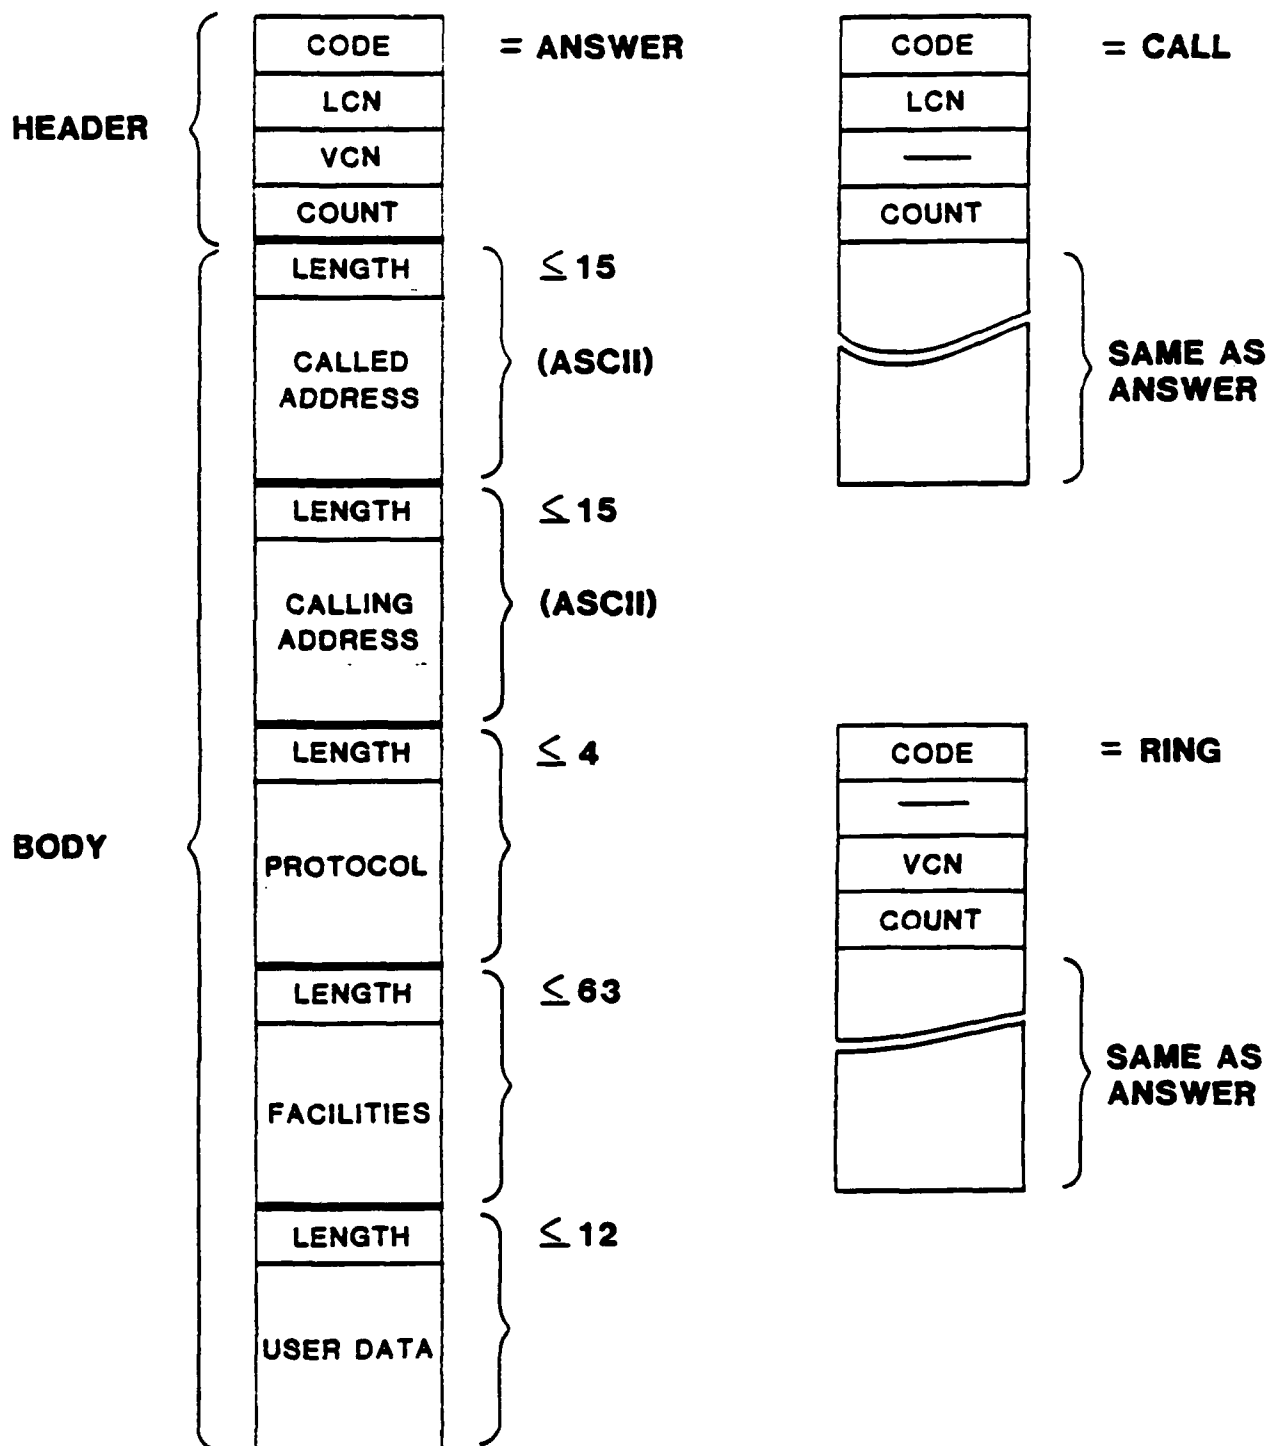 CODE = ANSWER
HEADER
LCN
VCN
COUNT
LENGTH ≤ 15
CALLED
ADDRESS
(ASCII)
LENGTH ≤ 15
CALLING
ADDRESS
(ASCII)
BODY
LENGTH ≤ 4
PROTOCOL
LENGTH ≤ 63
FACILITIES
LENGTH ≤ 12
USER DATA
CODE = CALL
LCN
—
COUNT
SAME AS
ANSWER
CODE = RING
—
VCN
COUNT
SAME AS
ANSWER